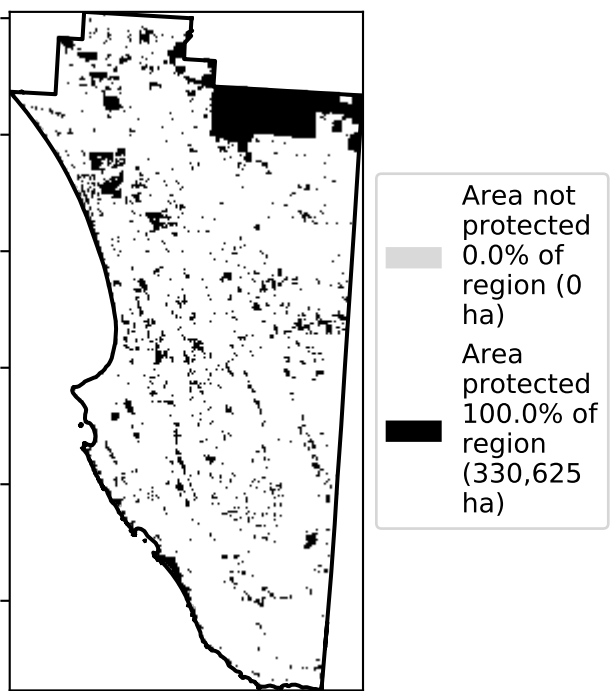 Area not
protected
0.0% of
region (0
ha)
Area
protected
100.0% of
region
(330,625
ha)